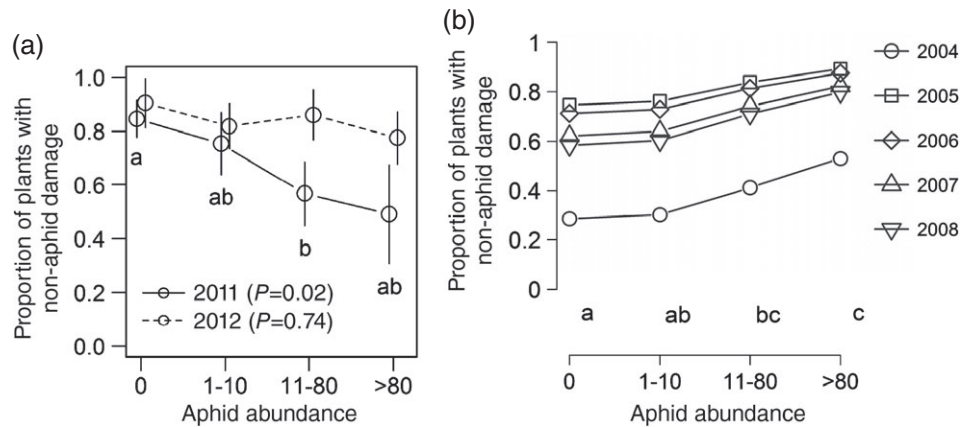 (a)
Proportion of plants with
non-aphid damage
1.0
0.8
0.6
0.4
0.2
0.0
a
ab
b
ab
2011 (P=0.02)
2012 (P=0.74)
0
1-10
11-80
>80
Aphid abundance
(b)
Proportion of plants with
non-aphid damage
1
0.8
0.6
0.4
0.2
0
2004
2005
2006
2007
2008
a
ab
bc
c
0
1-10
11-80
>80
Aphid abundance